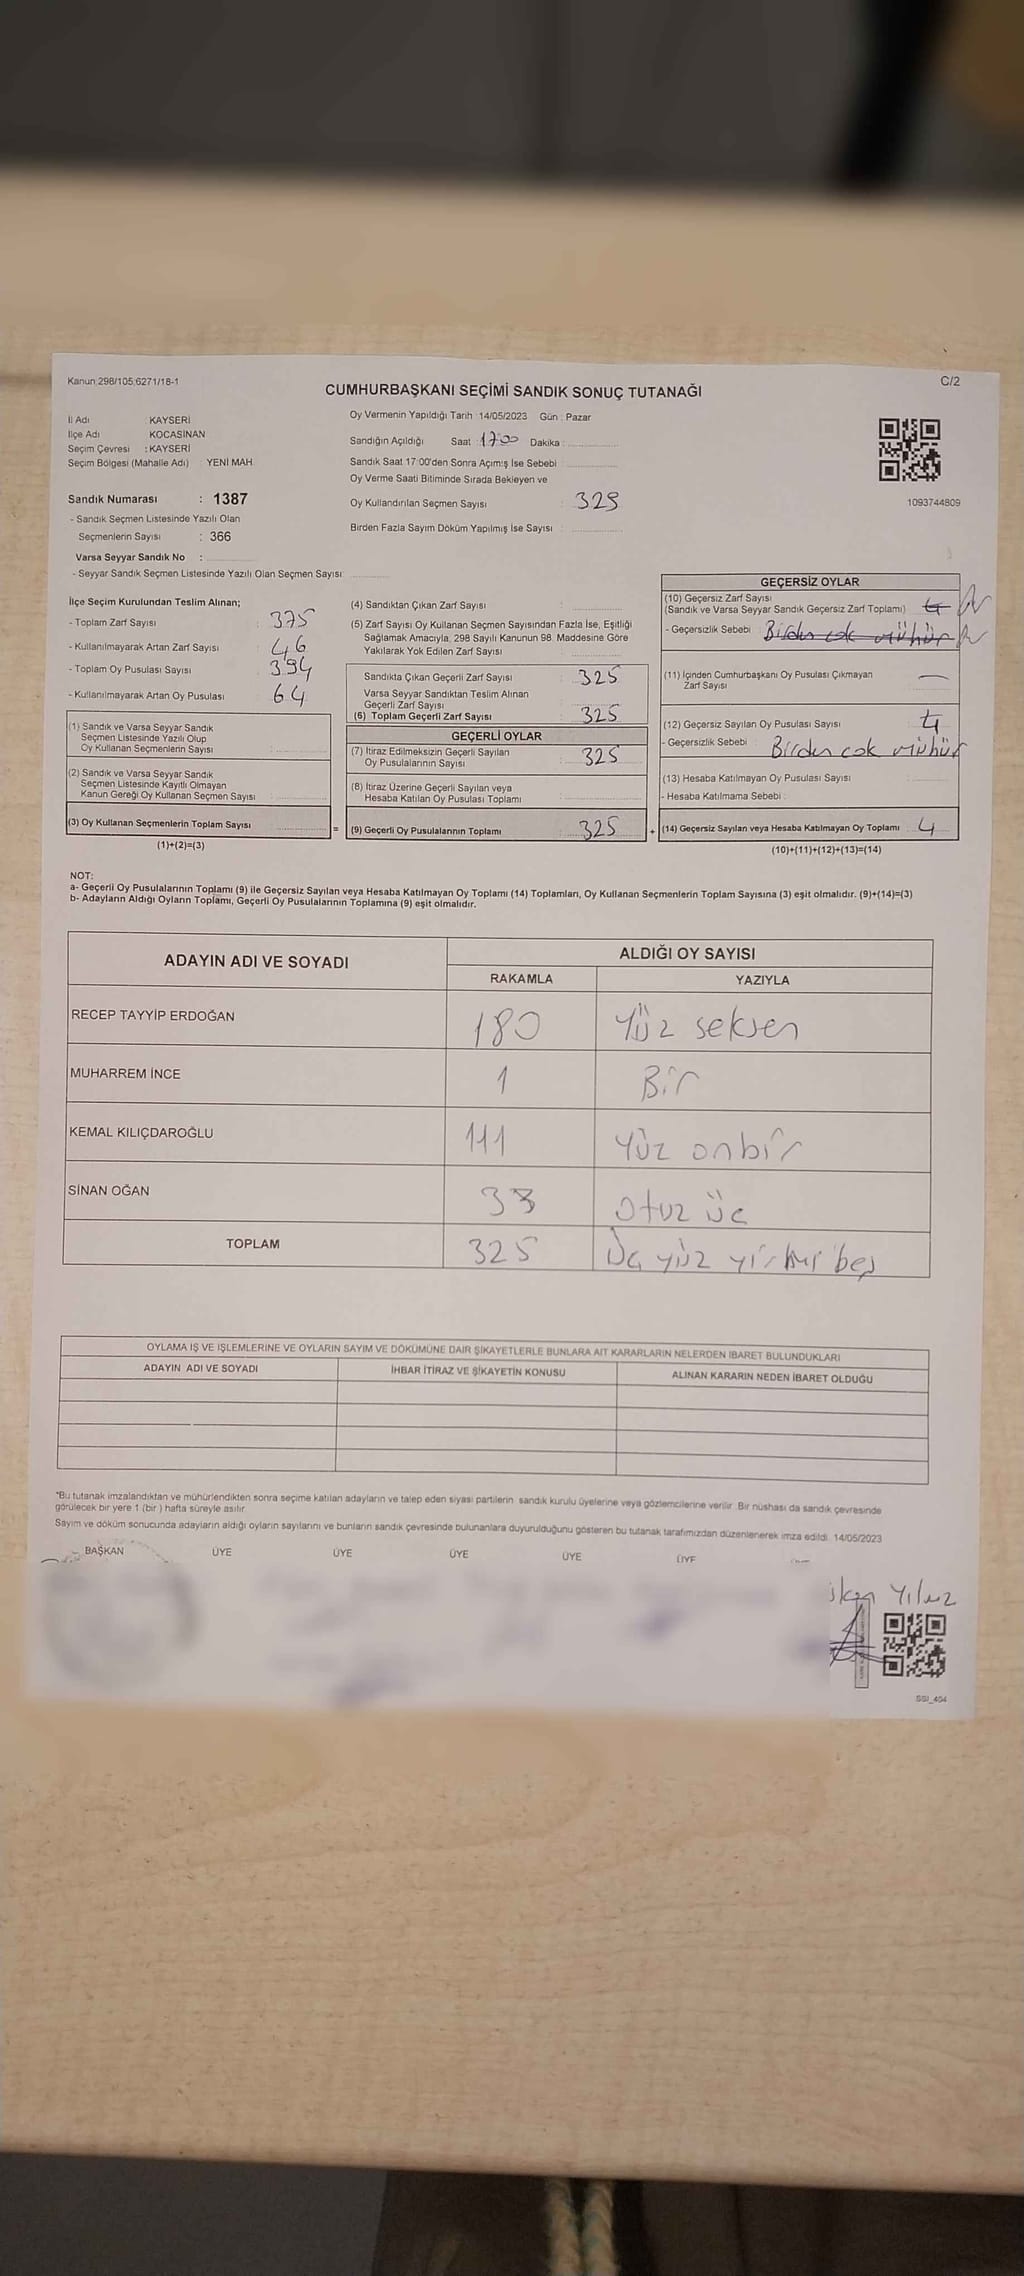 Kanun;298/105;6271/18-1
C/2
CUMHURBAŞKANI SEÇİMİ SANDIK SONUÇ TUTANAĞI
İl Adı KAYSERİ
İlçe Adı KOCASİNAN
Seçim Çevresi : KAYSERİ
Seçim Bölgesi (Mahalle Adı) : YENİ MAH.
Sandık Numarası : 1387
- Sandık Seçmen Listesinde Yazılı Olan
Seçmenlerin Sayısı : 366
Varsa Seyyar Sandık No :
- Seyyar Sandık Seçmen Listesinde Yazılı Olan Seçmen Sayısı:
Oy Vermenin Yapıldığı Tarih :14/05/2023 Gün : Pazar
Sandığın Açıldığı Saat : 1700 Dakika :
Sandık Saat 17:00'den Sonra Açılmış İse Sebebi :
Oy Verme Saati Bitiminde Sırada Bekleyen ve
Oy Kullandırılan Seçmen Sayısı : 329
Birden Fazla Sayım Döküm Yapılmış İse Sayısı :
1093744809
İlçe Seçim Kurulundan Teslim Alınan;
- Toplam Zarf Sayısı : 375
- Kullanılmayarak Artan Zarf Sayısı : 46
- Toplam Oy Pusulası Sayısı : 394
- Kullanılmayarak Artan Oy Pusulası : 64
(1) Sandık ve Varsa Seyyar Sandık
Seçmen Listesinde Yazılı Olup
Oy Kullanan Seçmenlerin Sayısı :
(2) Sandık ve Varsa Seyyar Sandık
Seçmen Listesinde Kayıtlı Olmayan
Kanun Gereği Oy Kullanan Seçmen Sayısı :
(3) Oy Kullanan Seçmenlerin Toplam Sayısı =
(1)+(2)=(3)
(4) Sandıktan Çıkan Zarf Sayısı :
(5) Zarf Sayısı Oy Kullanan Seçmen Sayısından Fazla İse, Eşitliği
Sağlamak Amacıyla, 298 Sayılı Kanunun 98. Maddesine Göre
Yakılarak Yok Edilen Zarf Sayısı :
Sandıkta Çıkan Geçerli Zarf Sayısı : 325
Varsa Seyyar Sandıktan Teslim Alınan
Geçerli Zarf Sayısı :
(6) Toplam Geçerli Zarf Sayısı : 325
GEÇERLİ OYLAR
(7) İtiraz Edilmeksizin Geçerli Sayılan
Oy Pusulalarının Sayısı : 325
(8) İtiraz Üzerine Geçerli Sayılan veya
Hesaba Katılan Oy Pusulası Toplamı :
(9) Geçerli Oy Pusulalarının Toplamı : 325 +
GEÇERSİZ OYLAR
(10) Geçersiz Zarf Sayısı
(Sandık ve Varsa Seyyar Sandık Geçersiz Zarf Toplamı) : 4
- Geçersizlik Sebebi : Birden çok mühür
(11) İçinden Cumhurbaşkanı Oy Pusulası Çıkmayan
Zarf Sayısı : —
(12) Geçersiz Sayılan Oy Pusulası Sayısı : 4
- Geçersizlik Sebebi : Birden çok mühür
(13) Hesaba Katılmayan Oy Pusulası Sayısı :
- Hesaba Katılmama Sebebi :
(14) Geçersiz Sayılan veya Hesaba Katılmayan Oy Toplamı : 4
(10)+(11)+(12)+(13)=(14)
NOT:
a- Geçerli Oy Pusulalarının Toplamı (9) ile Geçersiz Sayılan veya Hesaba Katılmayan Oy Toplamı (14) Toplamları, Oy Kullanan Seçmenlerin Toplam Sayısına (3) eşit olmalıdır. (9)+(14)=(3)
b- Adayların Aldığı Oyların Toplamı, Geçerli Oy Pusulalarının Toplamına (9) eşit olmalıdır.
ADAYIN ADI VE SOYADI
ALDIĞI OY SAYISI
RAKAMLA YAZIYLA
RECEP TAYYİP ERDOĞAN 180 Yüz seksen
MUHARREM İNCE 1 Bir
KEMAL KILIÇDAROĞLU 111 Yüz onbir
SİNAN OĞAN 33 otuz üç
TOPLAM 325 Üç yüz yirmi beş
OYLAMA İŞ VE İŞLEMLERİNE VE OYLARIN SAYIM VE DÖKÜMÜNE DAİR ŞİKAYETLERLE BUNLARA AİT KARARLARIN NELERDEN İBARET BULUNDUKLARI
ADAYIN ADI VE SOYADI İHBAR İTİRAZ VE ŞİKAYETİN KONUSU ALINAN KARARIN NEDEN İBARET OLDUĞU
*Bu tutanak imzalandıktan ve mühürlendikten sonra seçime katılan adayların ve talep eden siyasi partilerin sandık kurulu üyelerine veya gözlemcilerine verilir. Bir nüshası da sandık çevresinde
görülecek bir yere 1 (bir ) hafta süreyle asılır.
Sayım ve döküm sonucunda adayların aldığı oyların sayılarını ve bunların sandık çevresinde bulunanlara duyurulduğunu gösteren bu tutanak tarafımızdan düzenlenerek imza edildi. 14/05/2023
BAŞKAN ÜYE ÜYE ÜYE ÜYE ÜYE
Yılmaz
SSI_404